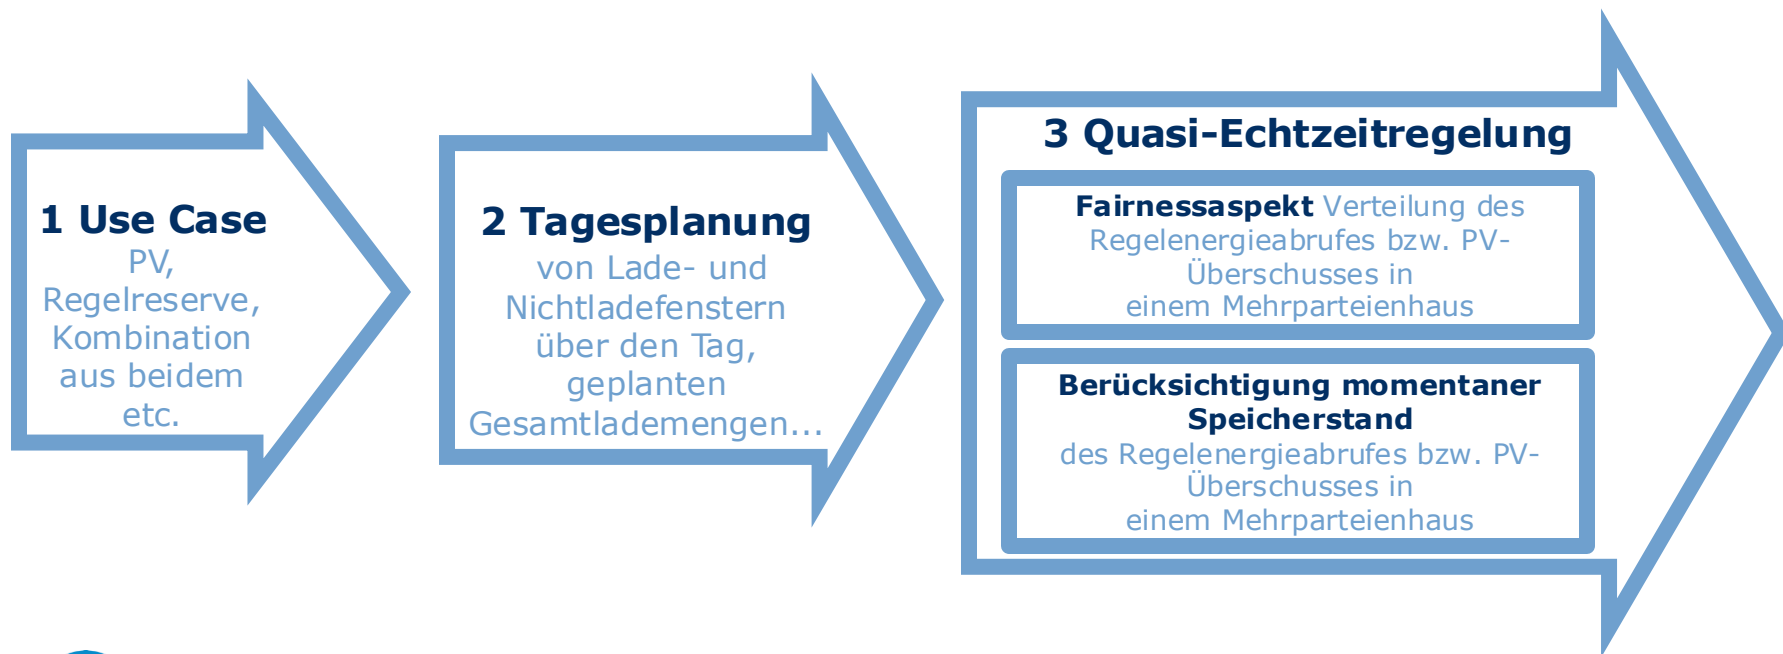 1 Use Case
PV,
Regelreserve,
Kombination
aus beidem
etc.
2 Tagesplanung
von Lade- und
Nichtladefenstern
über den Tag,
geplanten
Gesamtlademengen...
3 Quasi-Echtzeitregelung
Fairnessaspekt Verteilung des
Regelenergieabrufes bzw. PV-
Überschusses in
einem Mehrparteienhaus
Berücksichtigung momentaner
Speicherstand
des Regelenergieabrufes bzw. PV-
Überschusses in
einem Mehrparteienhaus